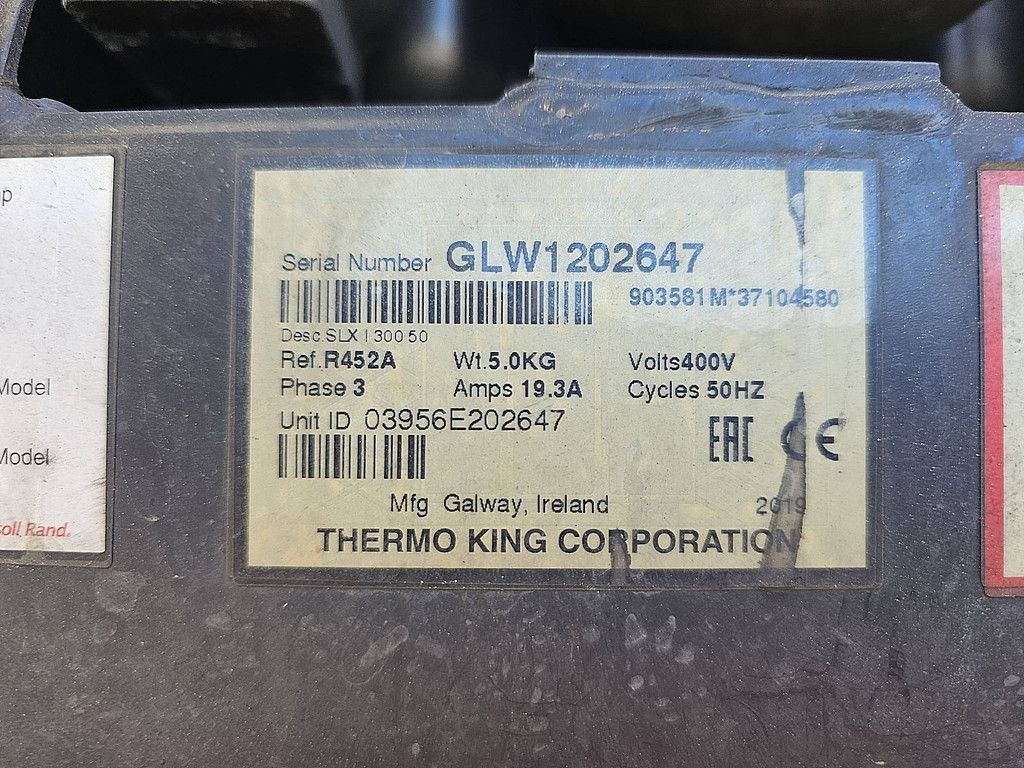 p
Model
Model
soll Rand.
Serial Number GLW1202647
903581M*37104580
Desc.SLX I 300 50
Ref.R452A Wt.5.0KG Volts400V
Phase 3 Amps 19.3A Cycles 50HZ
Unit ID 03956E202647
EAC CE
Mfg Galway, Ireland 2019
THERMO KING CORPORATION